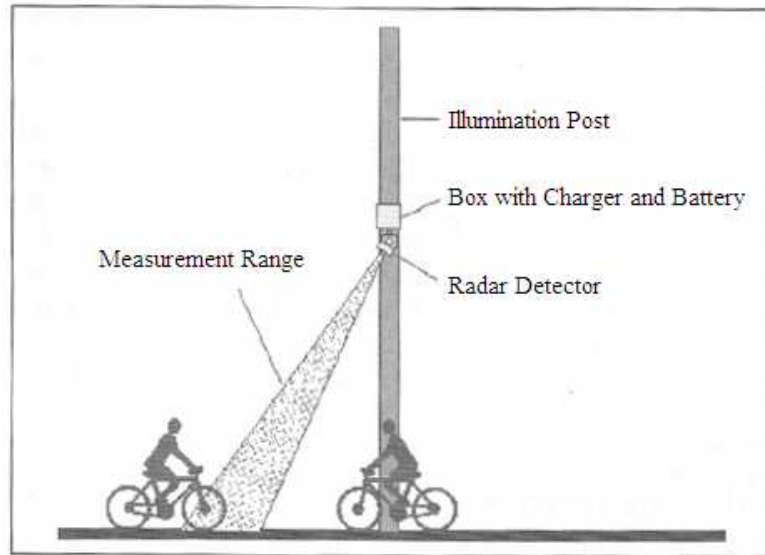 Illumination Post
Box with Charger and Battery
Measurement Range
Radar Detector